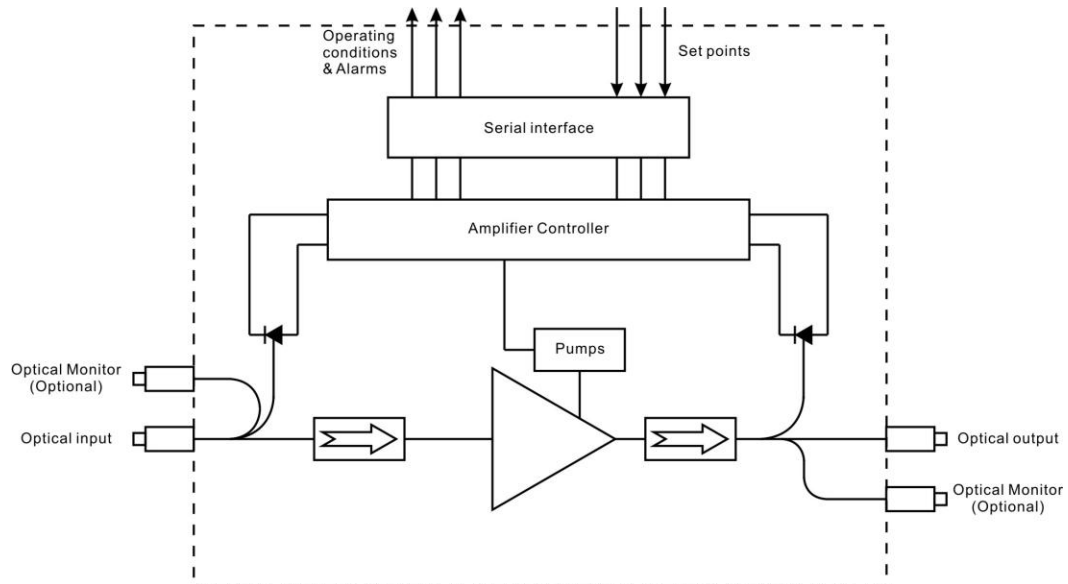 Operating
conditions
& Alarms
Set points
Serial interface
Amplifier Controller
Pumps
Optical Monitor
(Optional)
Optical input
Optical output
Optical Monitor
(Optional)